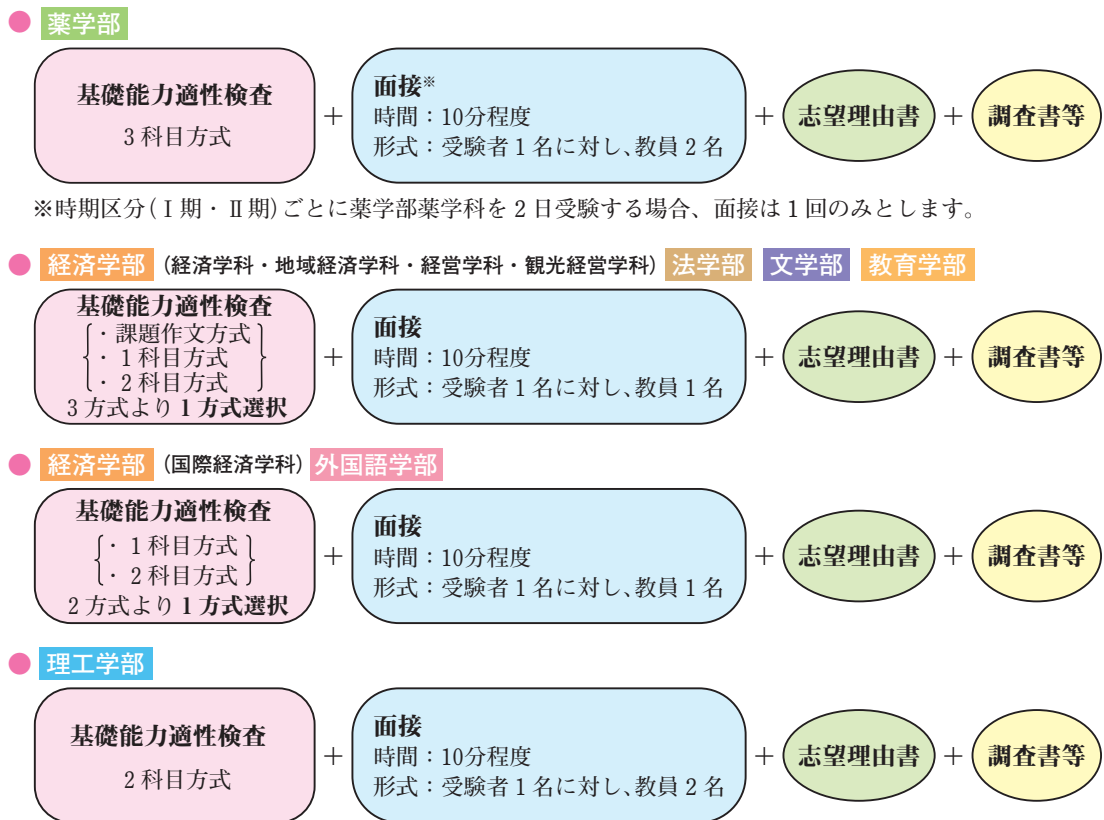 ● 薬学部
基礎能力適性検査
3科目方式
+
面接※
時間：10分程度
形式：受験者1名に対し、教員2名
+
志望理由書
+
調査書等
※時期区分(Ⅰ期・Ⅱ期)ごとに薬学部薬学科を2日受験する場合、面接は1回のみとします。
● 経済学部 (経済学科・地域経済学科・経営学科・観光経営学科) 法学部 文学部 教育学部
基礎能力適性検査
・課題作文方式
・1科目方式
・2科目方式
3方式より1方式選択
+
面接
時間：10分程度
形式：受験者1名に対し、教員1名
+
志望理由書
+
調査書等
● 経済学部 (国際経済学科) 外国語学部
基礎能力適性検査
・1科目方式
・2科目方式
2方式より1方式選択
+
面接
時間：10分程度
形式：受験者1名に対し、教員1名
+
志望理由書
+
調査書等
● 理工学部
基礎能力適性検査
2科目方式
+
面接
時間：10分程度
形式：受験者1名に対し、教員2名
+
志望理由書
+
調査書等